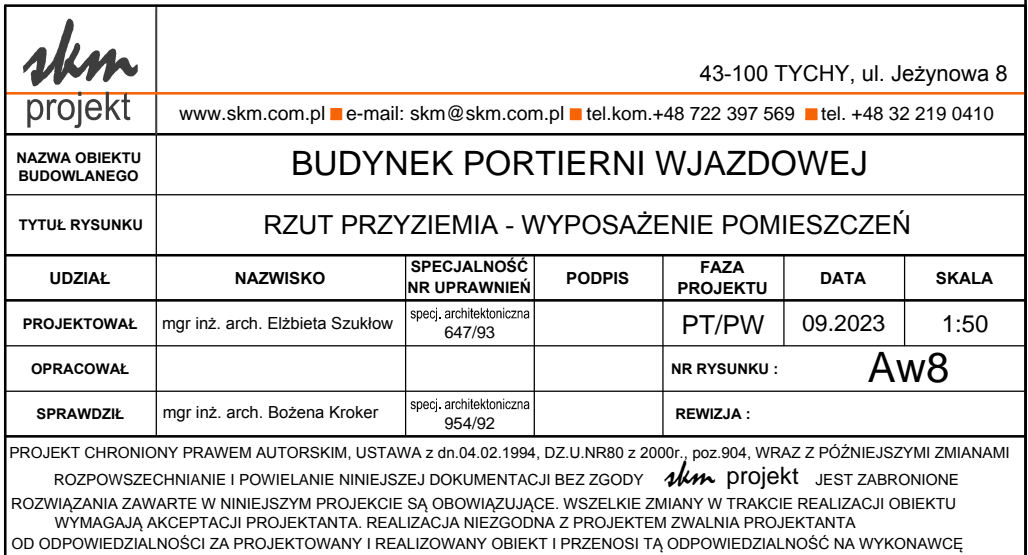 skm
projekt
43-100 TYCHY, ul. Jeżynowa 8
www.skm.com.pl ■ e-mail: skm@skm.com.pl ■ tel.kom.+48 722 397 569 ■ tel. +48 32 219 0410
NAZWA OBIEKTU
BUDOWLANEGO
BUDYNEK PORTIERNI WJAZDOWEJ
TYTUŁ RYSUNKU
RZUT PRZYZIEMIA - WYPOSAŻENIE POMIESZCZEŃ
UDZIAŁ
NAZWISKO
SPECJALNOŚĆ
NR UPRAWNIEŃ
PODPIS
FAZA
PROJEKTU
DATA
SKALA
PROJEKTOWAŁ
mgr inż. arch. Elżbieta Szukłow
specj. architektoniczna
647/93
PT/PW
09.2023
1:50
OPRACOWAŁ
NR RYSUNKU :
Aw8
SPRAWDZIŁ
mgr inż. arch. Bożena Kroker
specj. architektoniczna
954/92
REWIZJA :
PROJEKT CHRONIONY PRAWEM AUTORSKIM, USTAWA z dn.04.02.1994, DZ.U.NR80 z 2000r., poz.904, WRAZ Z PÓŹNIEJSZYMI ZMIANAMI
ROZPOWSZECHNIANIE I POWIELANIE NINIEJSZEJ DOKUMENTACJI BEZ ZGODY skm projekt JEST ZABRONIONE
ROZWIĄZANIA ZAWARTE W NINIEJSZYM PROJEKCIE SĄ OBOWIĄZUJĄCE. WSZELKIE ZMIANY W TRAKCIE REALIZACJI OBIEKTU
WYMAGAJĄ AKCEPTACJI PROJEKTANTA. REALIZACJA NIEZGODNA Z PROJEKTEM ZWALNIA PROJEKTANTA
OD ODPOWIEDZIALNOŚCI ZA PROJEKTOWANY I REALIZOWANY OBIEKT I PRZENOSI TĄ ODPOWIEDZIALNOŚĆ NA WYKONAWCĘ